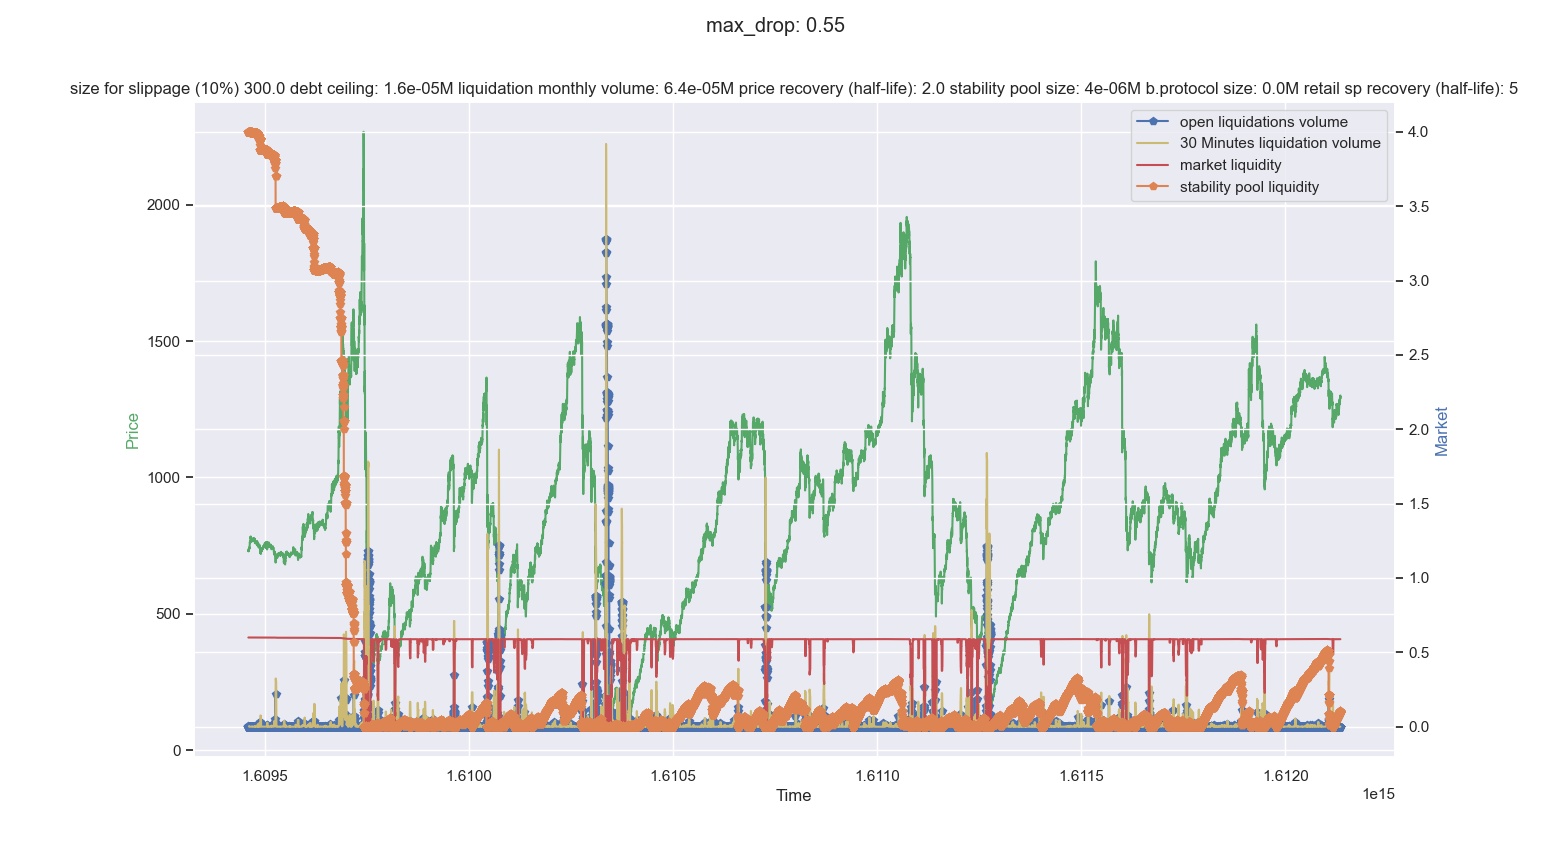 max_drop: 0.55
size for slippage (10%) 300.0 debt ceiling: 1.6e-05M liquidation monthly volume: 6.4e-05M price recovery (half-life): 2.0 stability pool size: 4e-06M b.protocol size: 0.0M retail sp recovery (half-life): 5
open liquidations volume
30 Minutes liquidation volume
market liquidity
stability pool liquidity
2000
1500
1000
500
0
Price
4.0
3.5
3.0
2.5
2.0
1.5
1.0
0.5
0.0
Market
1.6095 1.6100 1.6105 1.6110 1.6115 1.6120
1e15
Time